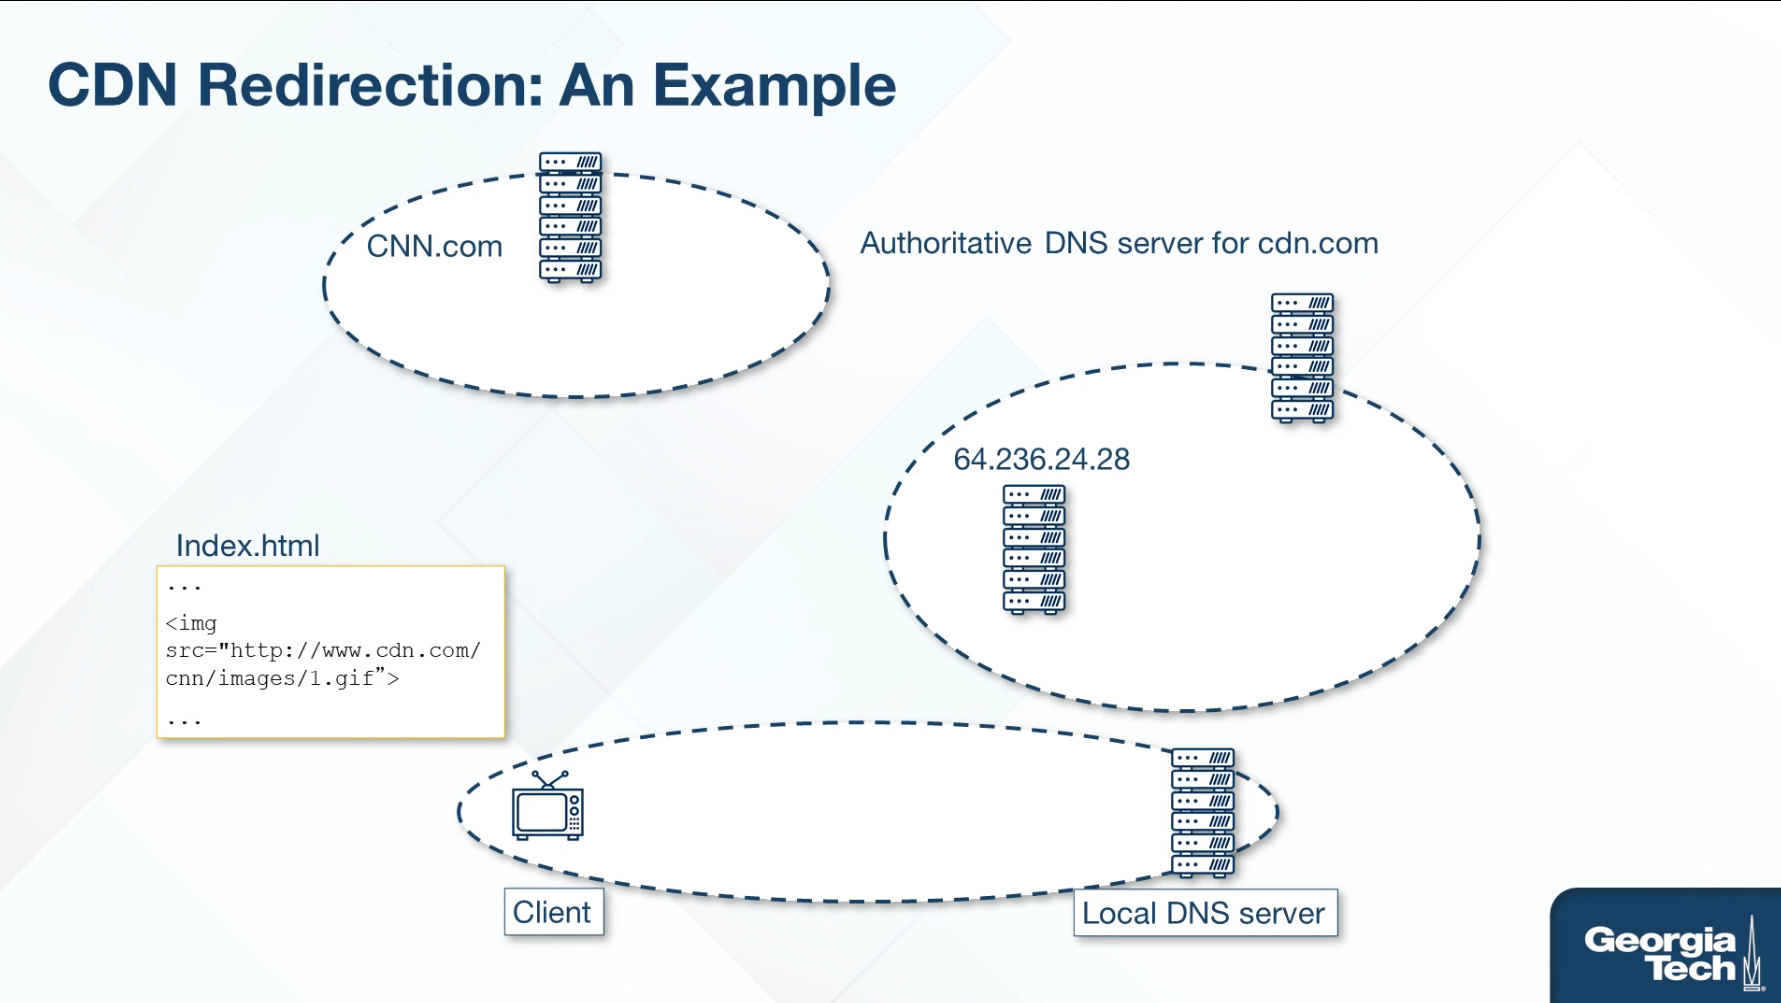 CDN Redirection: An Example
CNN.com
Authoritative DNS server for cdn.com
64.236.24.28
Index.html
...
<img
src="http://www.cdn.com/
cnn/images/1.gif”>
...
Client
Local DNS server
Georgia
Tech